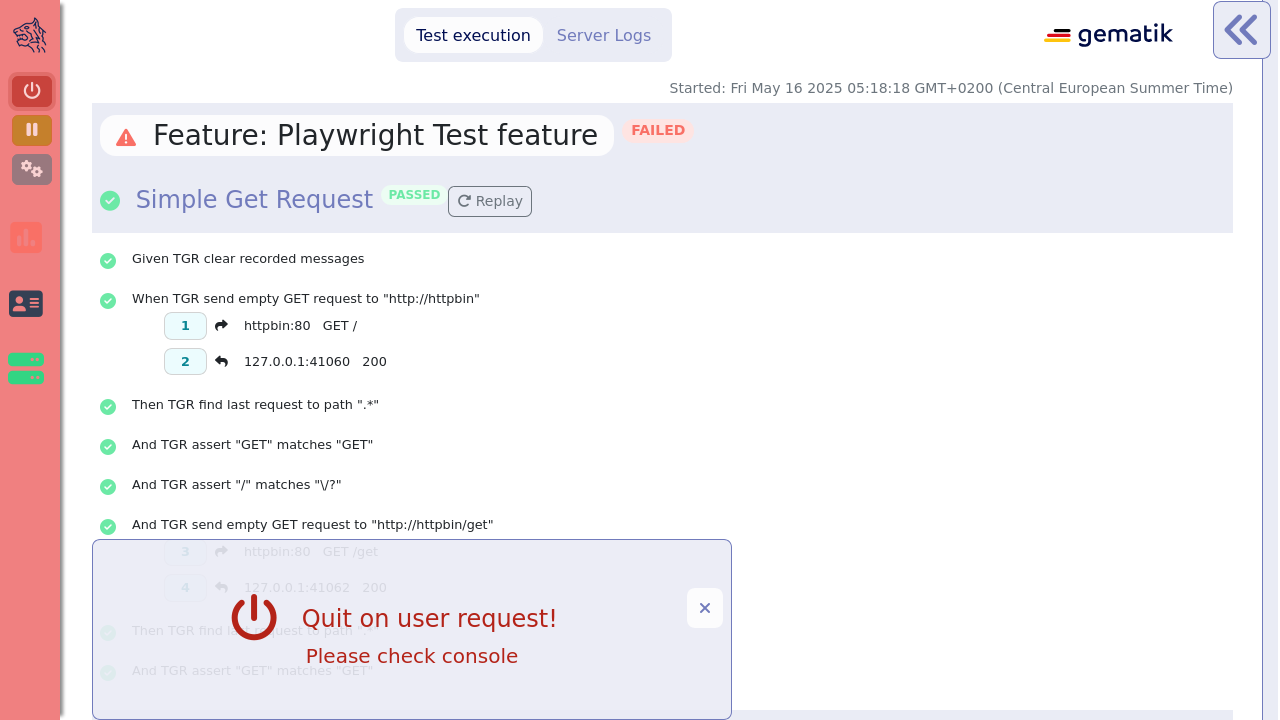 Test execution
Server Logs
gematik
Started: Fri May 16 2025 05:18:18 GMT+0200 (Central European Summer Time)
Feature: Playwright Test feature FAILED
Simple Get Request PASSED Replay
Given TGR clear recorded messages
When TGR send empty GET request to "http://httpbin"
1 httpbin:80 GET /
2 127.0.0.1:41060 200
Then TGR find last request to path ".*"
And TGR assert "GET" matches "GET"
And TGR assert "/" matches "\/?"
And TGR send empty GET request to "http://httpbin/get"
3 httpbin:80 GET /get
4 127.0.0.1:41062 200
Quit on user request!
Then TGR find last request to path ".*"
Please check console
And TGR assert "GET" matches "GET"